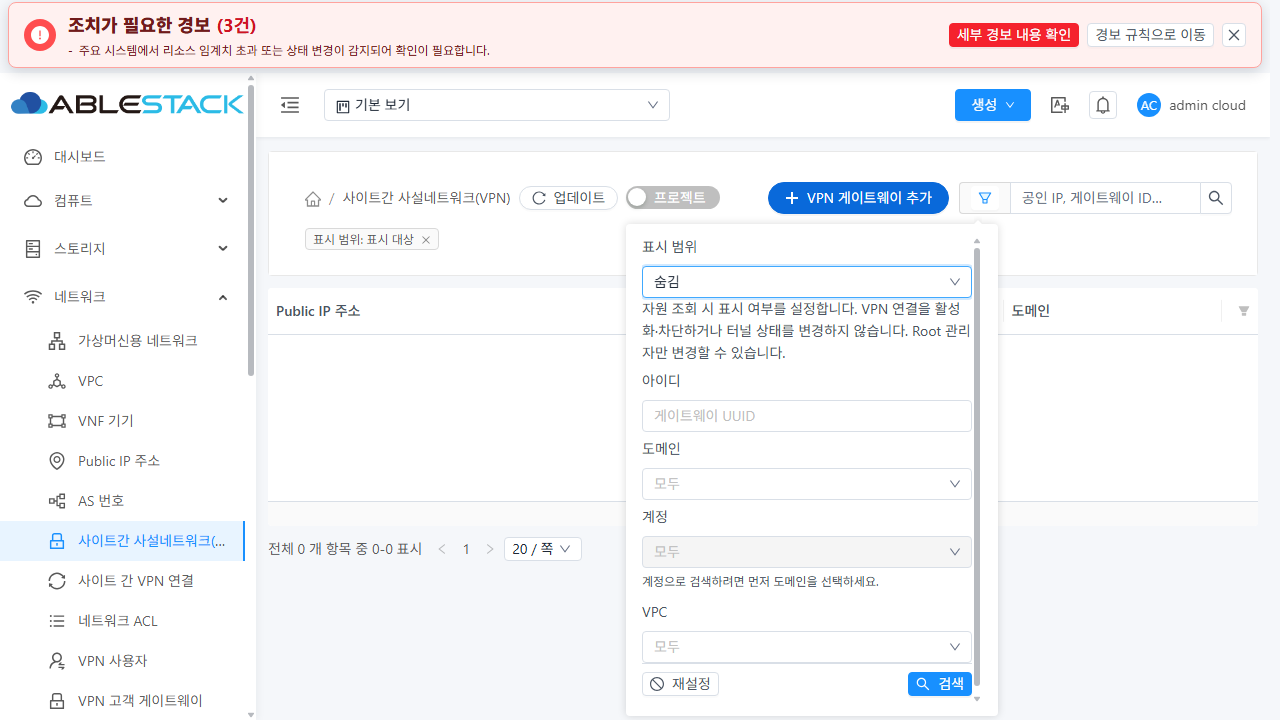 조치가 필요한 경보 (3건)
- 주요 시스템에서 리소스 임계치 초과 또는 상태 변경이 감지되어 확인이 필요합니다.
세부 경보 내용 확인
경보 규칙으로 이동
ABLESTACK
기본 보기
생성
AC
admin cloud
대시보드
컴퓨트
스토리지
네트워크
가상머신용 네트워크
VPC
VNF 기기
Public IP 주소
AS 번호
사이트간 사설네트워크(...
사이트 간 VPN 연결
네트워크 ACL
VPN 사용자
VPN 고객 게이트웨이
/ 사이트간 사설네트워크(VPN)
업데이트
프로젝트
VPN 게이트웨이 추가
공인 IP, 게이트웨이 ID...
표시 범위: 표시 대상
Public IP 주소
도메인
전체 0 개 항목 중 0-0 표시
1
20 / 쪽
표시 범위
숨김
자원 조회 시 표시 여부를 설정합니다. VPN 연결을 활성
화·차단하거나 터널 상태를 변경하지 않습니다. Root 관리
자만 변경할 수 있습니다.
아이디
게이트웨이 UUID
도메인
모두
계정
모두
계정으로 검색하려면 먼저 도메인을 선택하세요.
VPC
모두
재설정
검색